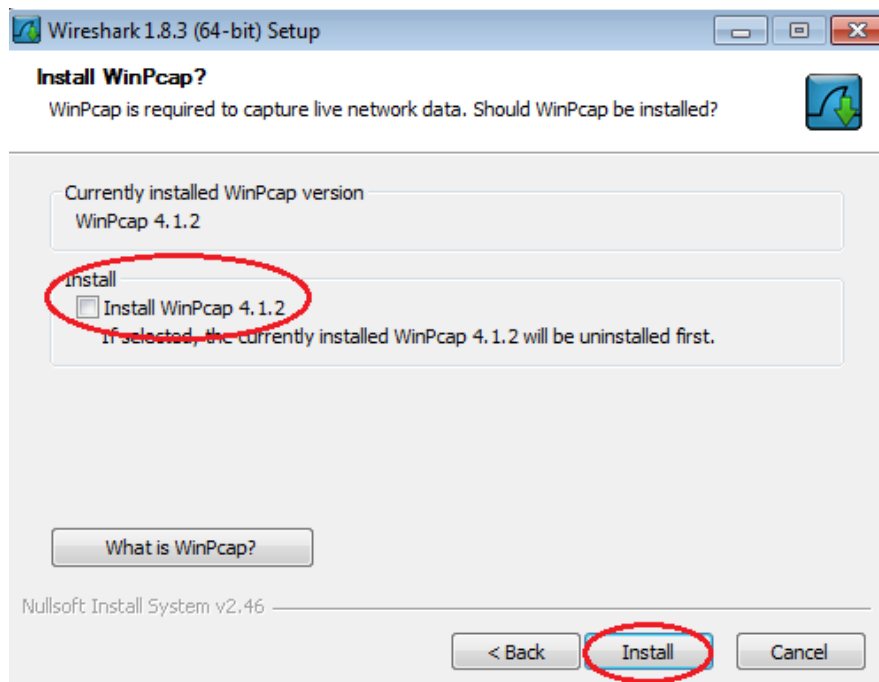 Wireshark 1.8.3 (64-bit) Setup
Install WinPcap?
WinPcap is required to capture live network data. Should WinPcap be installed?
Currently installed WinPcap version
WinPcap 4.1.2
Install
Install WinPcap 4.1.2
If selected, the currently installed WinPcap 4.1.2 will be uninstalled first.
What is WinPcap?
Nullsoft Install System v2.46
< Back Install Cancel